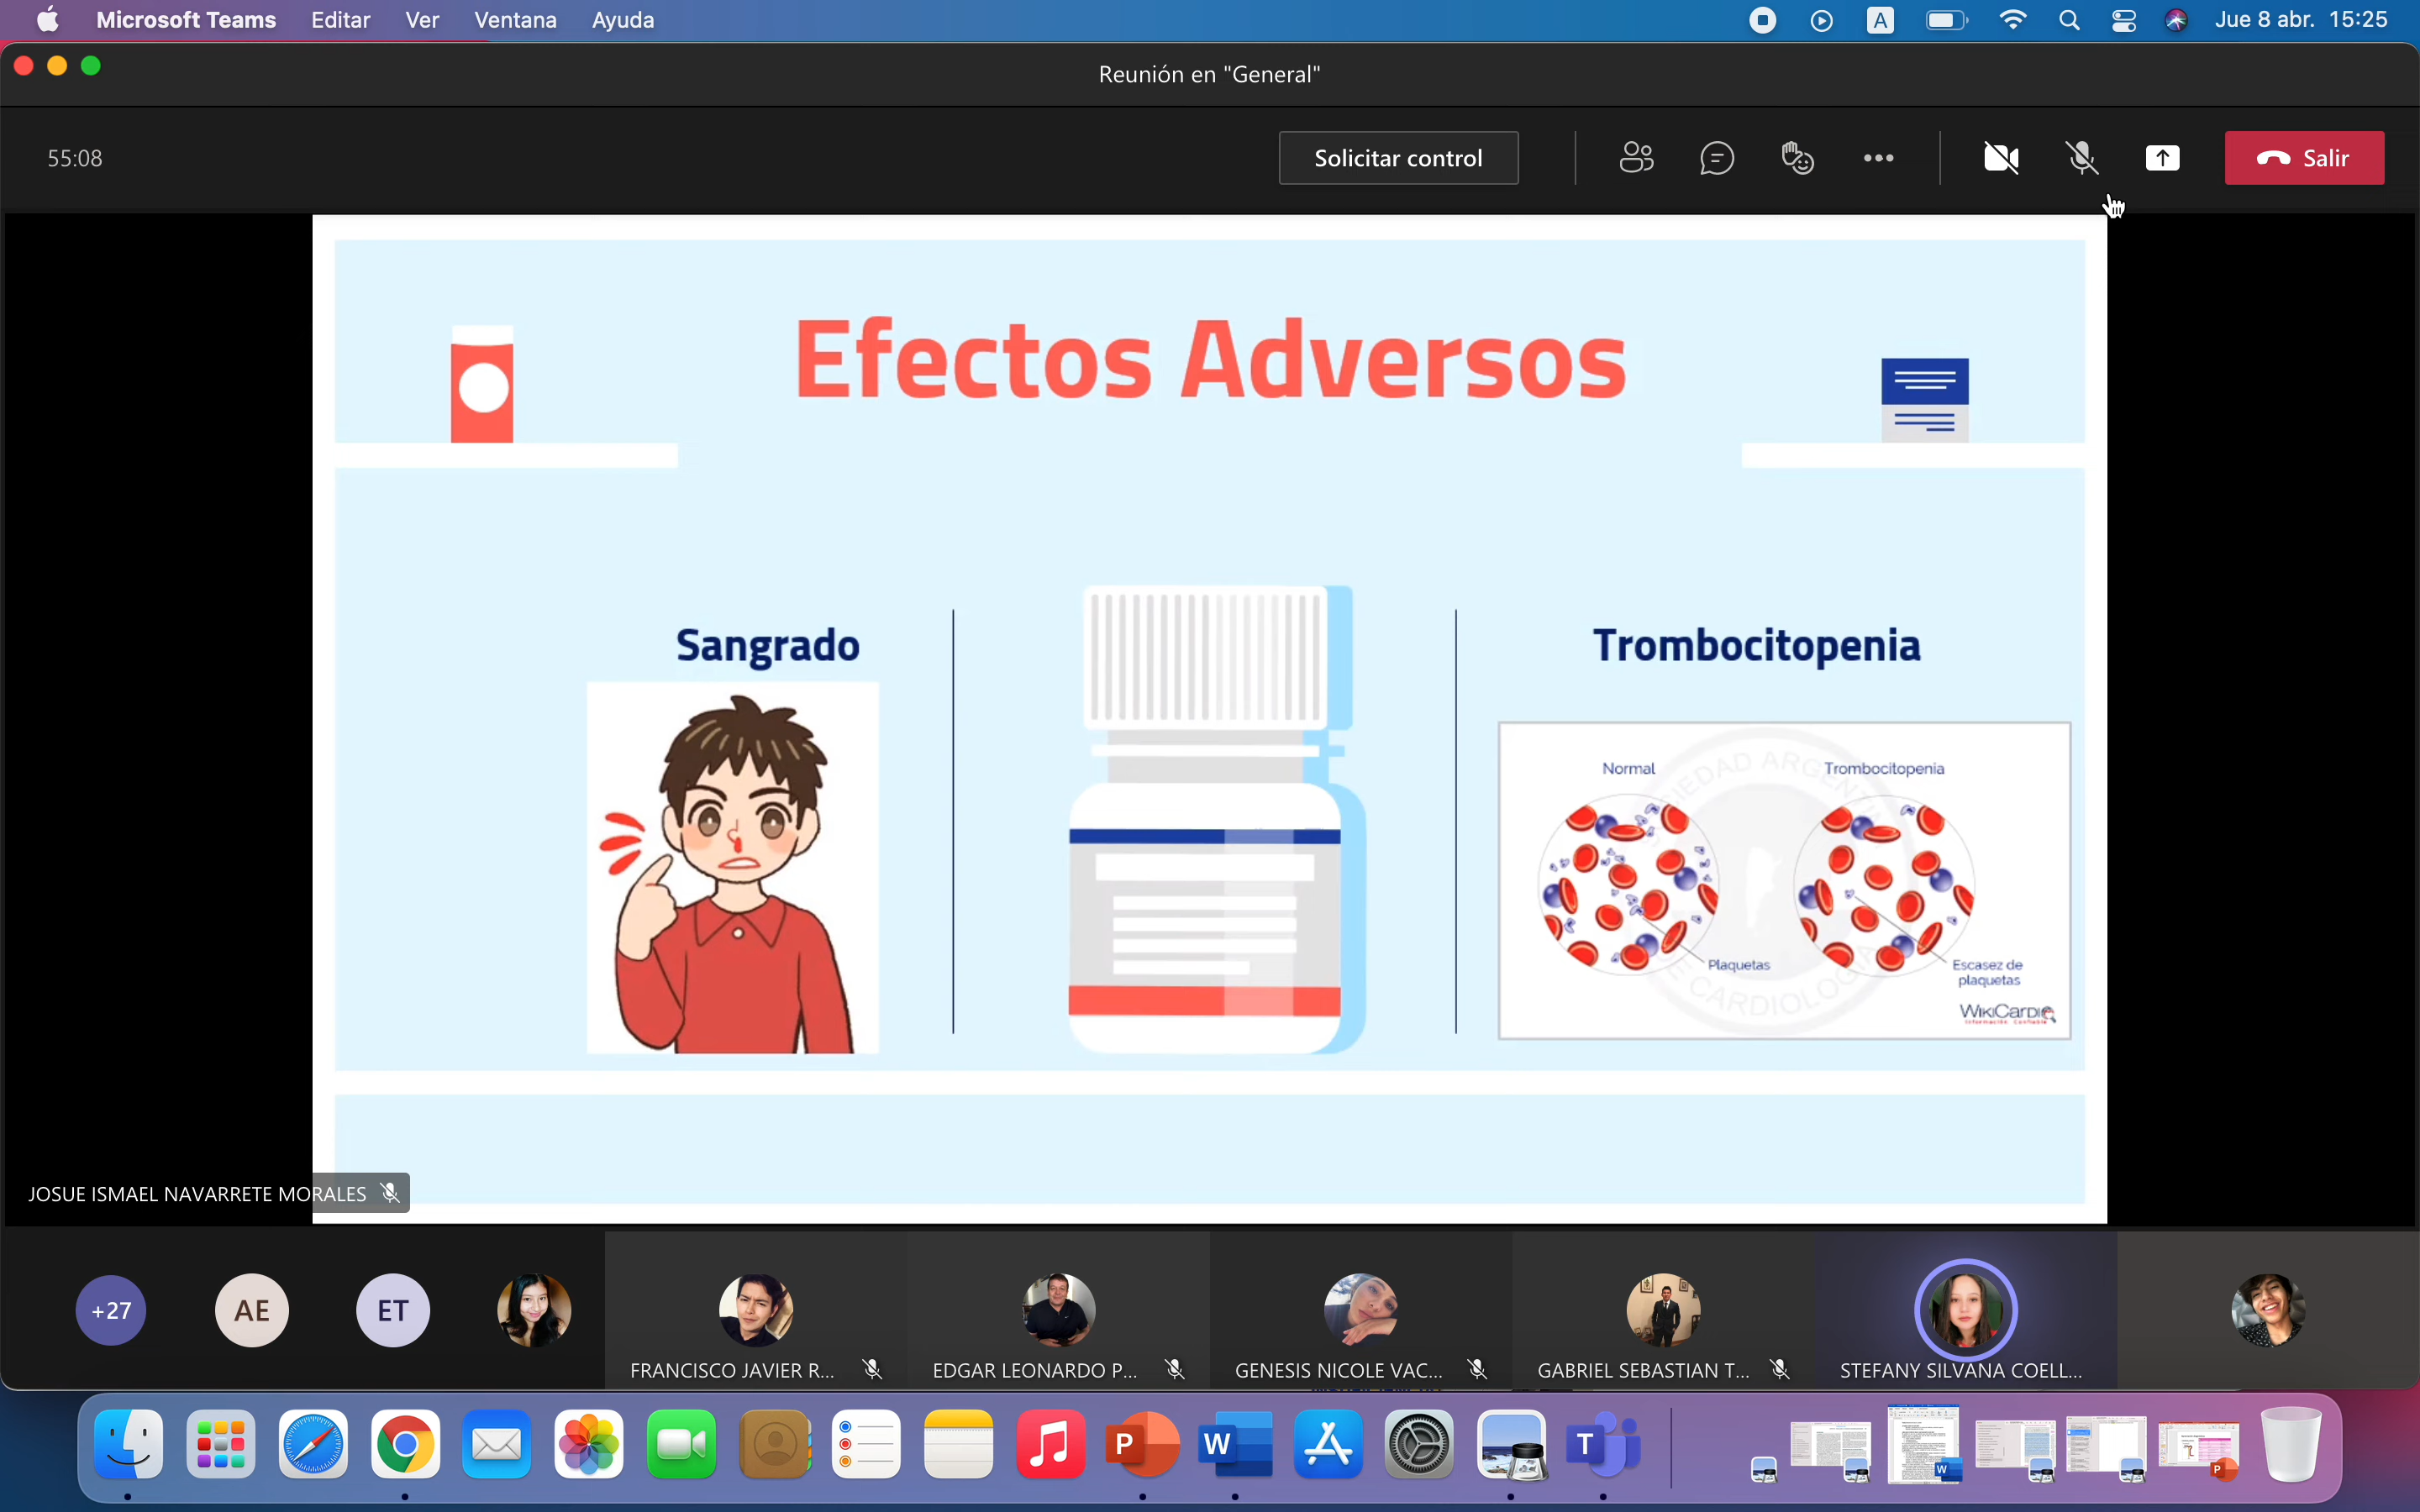 Microsoft Teams Editar Ver Ventana Ayuda A Jue 8 abr. 15:25
Reunión en "General"
55:08 Solicitar control Salir
Efectos Adversos
Sangrado
Trombocitopenia
Normal Trombocitopenia
Plaquetas
Escasez de
plaquetas
WikiCardio
Información Confiable
JOSUE ISMAEL NAVARRETE MORALES
+27 AE ET
FRANCISCO JAVIER R... EDGAR LEONARDO P... GENESIS NICOLE VAC... GABRIEL SEBASTIAN T... STEFANY SILVANA COELL...
P W T W P